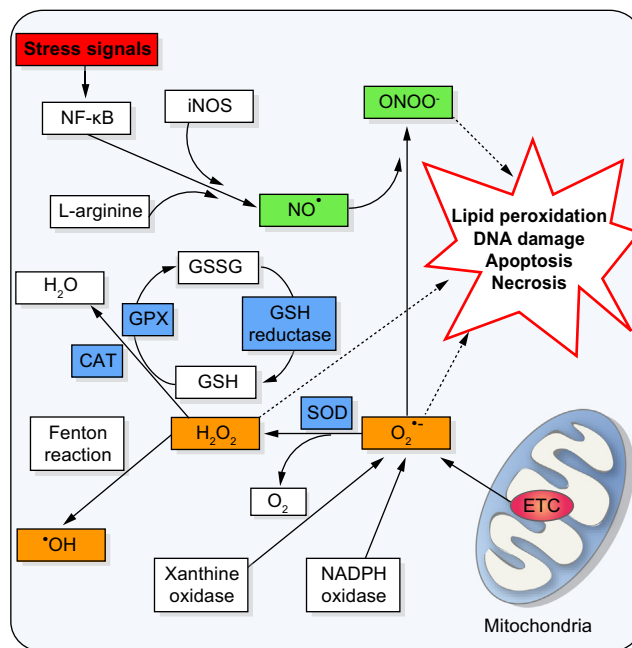 Stress signals
NF-κB
iNOS
ONOO⁻
L-arginine
NO•
Lipid peroxidation
DNA damage
Apoptosis
Necrosis
H₂O
GSSG
GPX
GSH
reductase
CAT
GSH
Fenton
reaction
H₂O₂
SOD
O₂•⁻
O₂
ETC
•OH
Xanthine
oxidase
NADPH
oxidase
Mitochondria